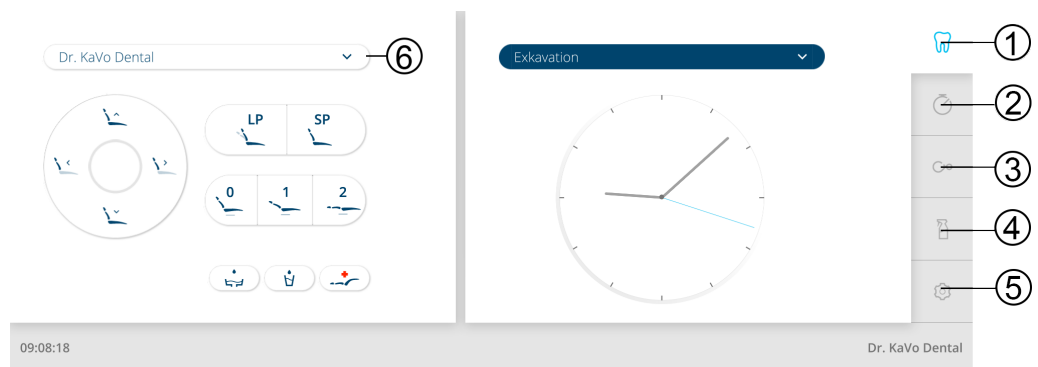 Dr. KaVo Dental
6
Exkavation
1
2
3
4
5
LP SP
0 1 2
09:08:18
Dr. KaVo Dental